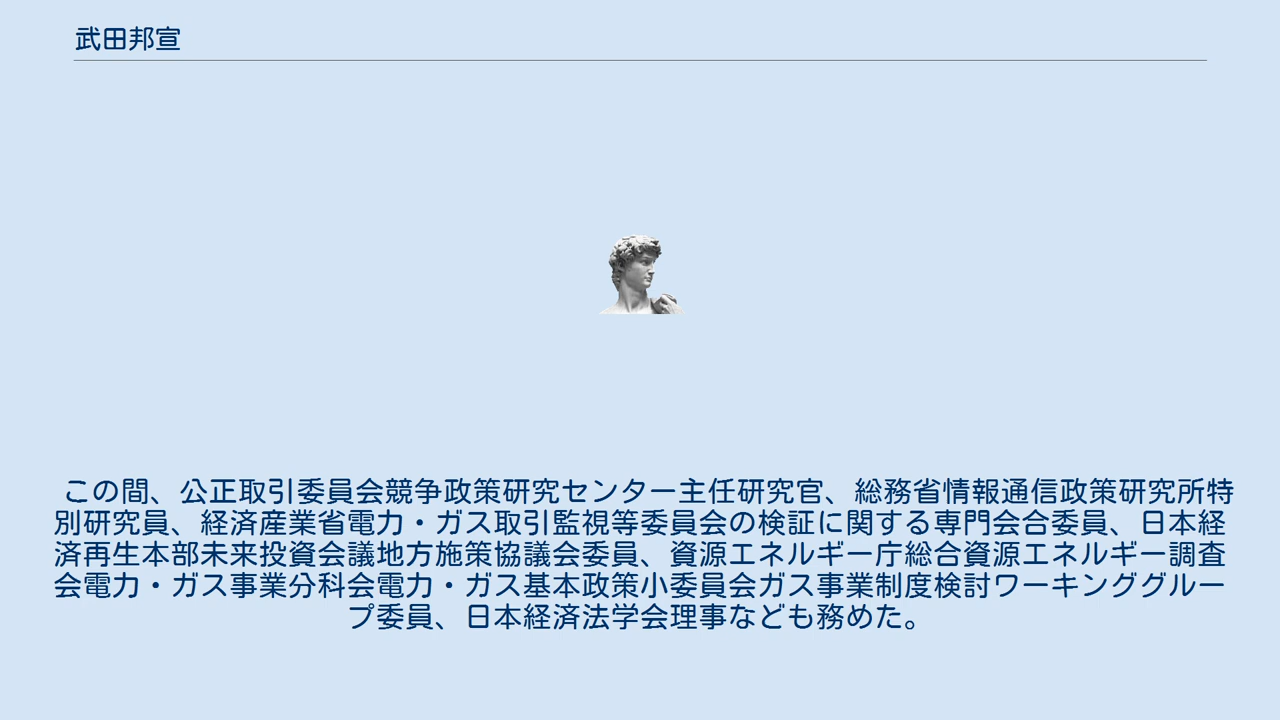 武田邦宣
この間、公正取引委員会競争政策研究センター主任研究官、総務省情報通信政策研究所特
別研究員、経済産業省電力・ガス取引監視等委員会の検証に関する専門会合委員、日本経
済再生本部未来投資会議地方施策協議会委員、資源エネルギー庁総合資源エネルギー調査
会電力・ガス事業分科会電力・ガス基本政策小委員会ガス事業制度検討ワーキンググルー
プ委員、日本経済法学会理事なども務めた。